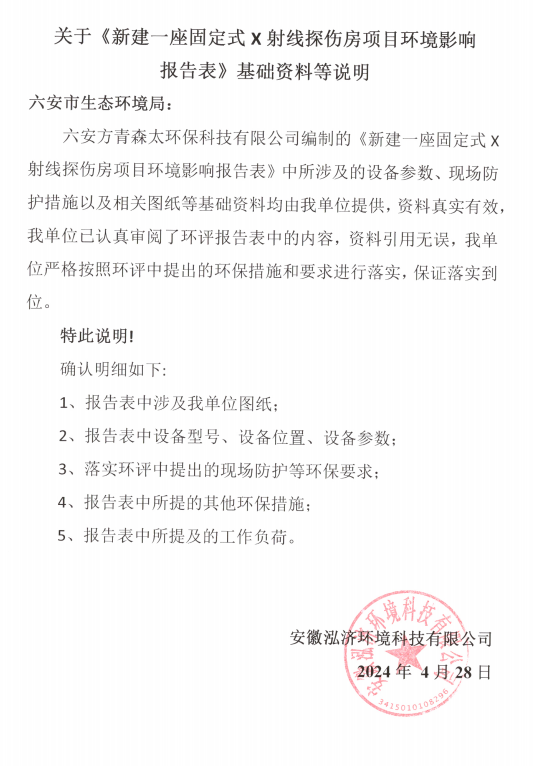 关于《新建一座固定式 X 射线探伤房项目环境影响
报告表》基础资料等说明
六安市生态环境局：
六安方青森太环保科技有限公司编制的《新建一座固定式 X
射线探伤房项目环境影响报告表》中所涉及的设备参数、现场防
护措施以及相关图纸等基础资料均由我单位提供，资料真实有效，
我单位已认真审阅了环评报告表中的内容，资料引用无误，我单
位严格按照环评中提出的环保措施和要求进行落实，保证落实到
位。
特此说明！
确认明细如下：
1、报告表中涉及我单位图纸；
2、报告表中设备型号、设备位置、设备参数；
3、落实环评中提出的现场防护等环保要求；
4、报告表中所提的其他环保措施；
5、报告表中所提及的工作负荷。
安徽泓济环境科技有限公司
2024 年 4 月 28 日
安徽泓济环境科技有限公司
3415010108296